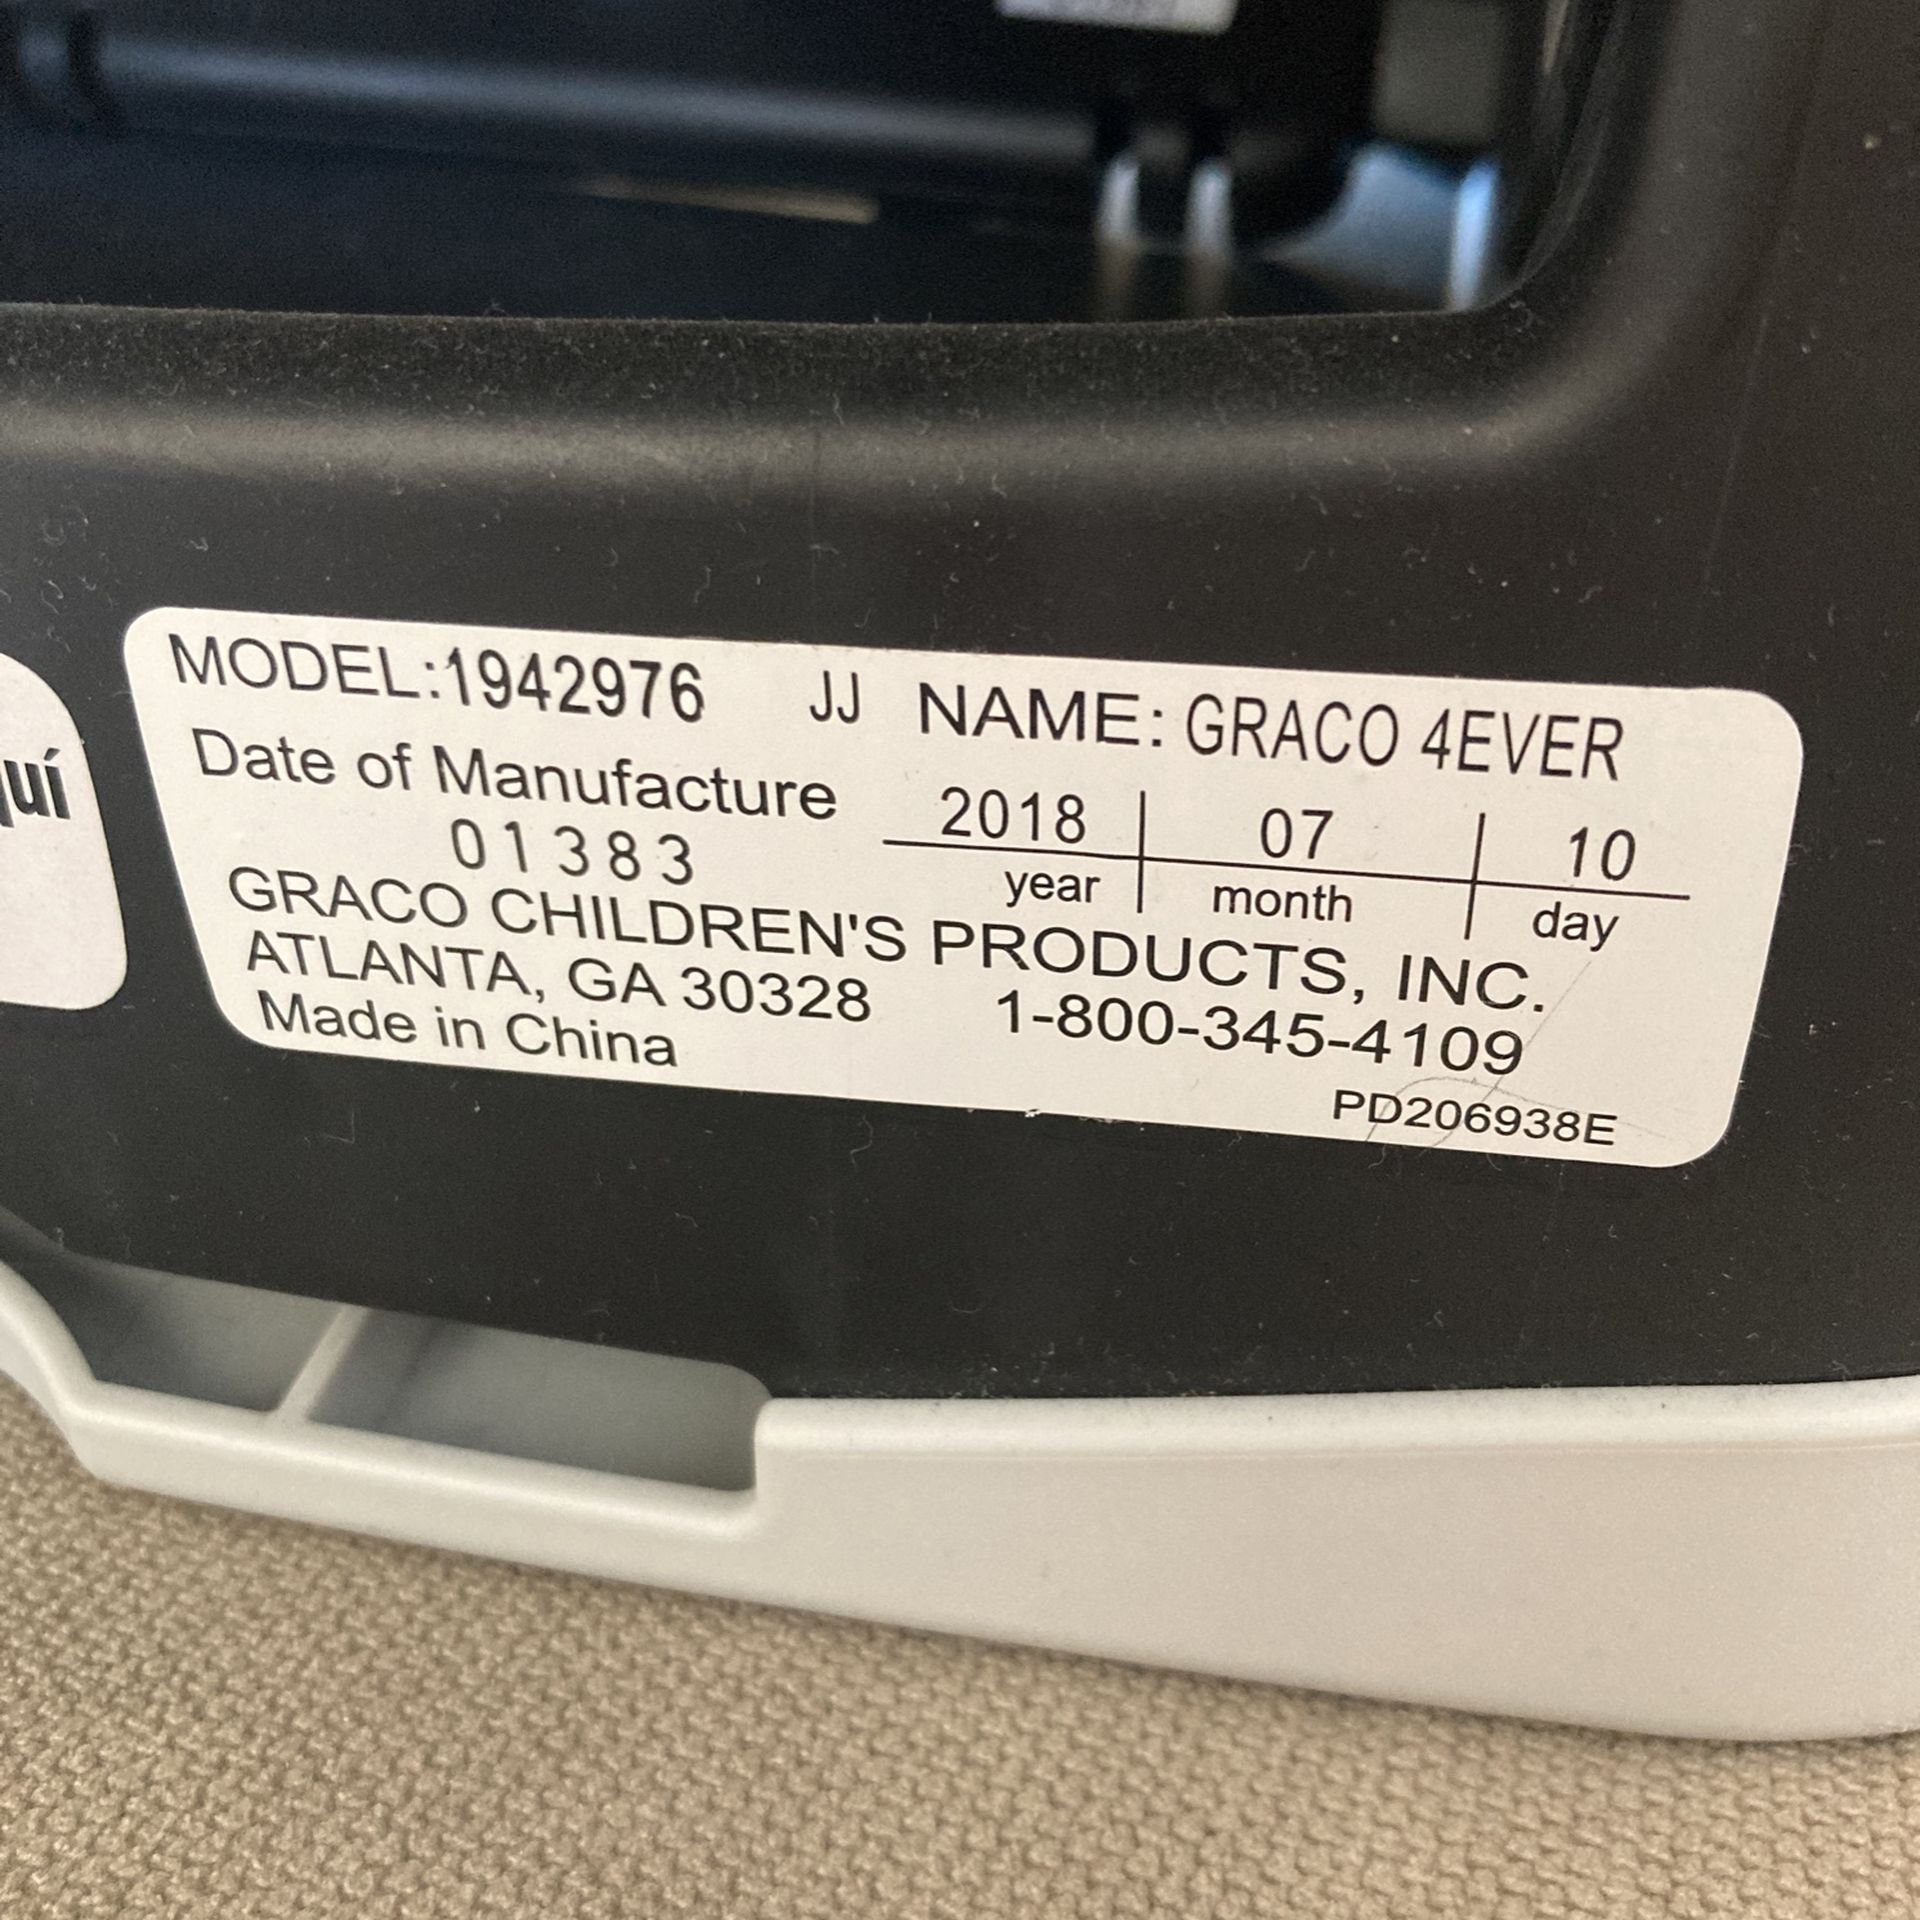 MODEL:1942976 JJ NAME: GRACO 4EVER
Date of Manufacture 2018 07 10
01383 year month day
GRACO CHILDREN'S PRODUCTS, INC.
ATLANTA, GA 30328 1-800-345-4109
Made in China
PD206938E